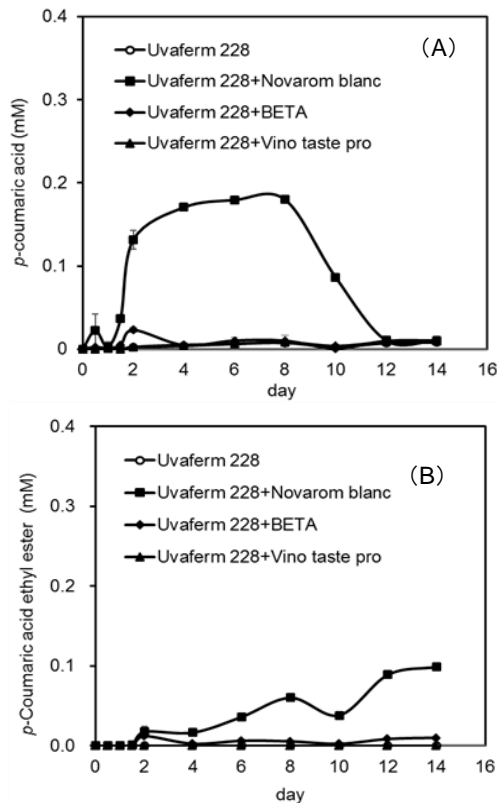 0.4
(A)
Uvaferm 228
Uvaferm 228+Novarom blanc
Uvaferm 228+BETA
Uvaferm 228+Vino taste pro
0.3
0.2
0.1
0
p-coumaric acid (mM)
0 2 4 6 8 10 12 14 16
day
0.4
(B)
Uvaferm 228
Uvaferm 228+Novarom blanc
Uvaferm 228+BETA
Uvaferm 228+Vino taste pro
0.3
0.2
0.1
0.0
p-Coumaric acid ethyl ester (mM)
0 2 4 6 8 10 12 14 16
day